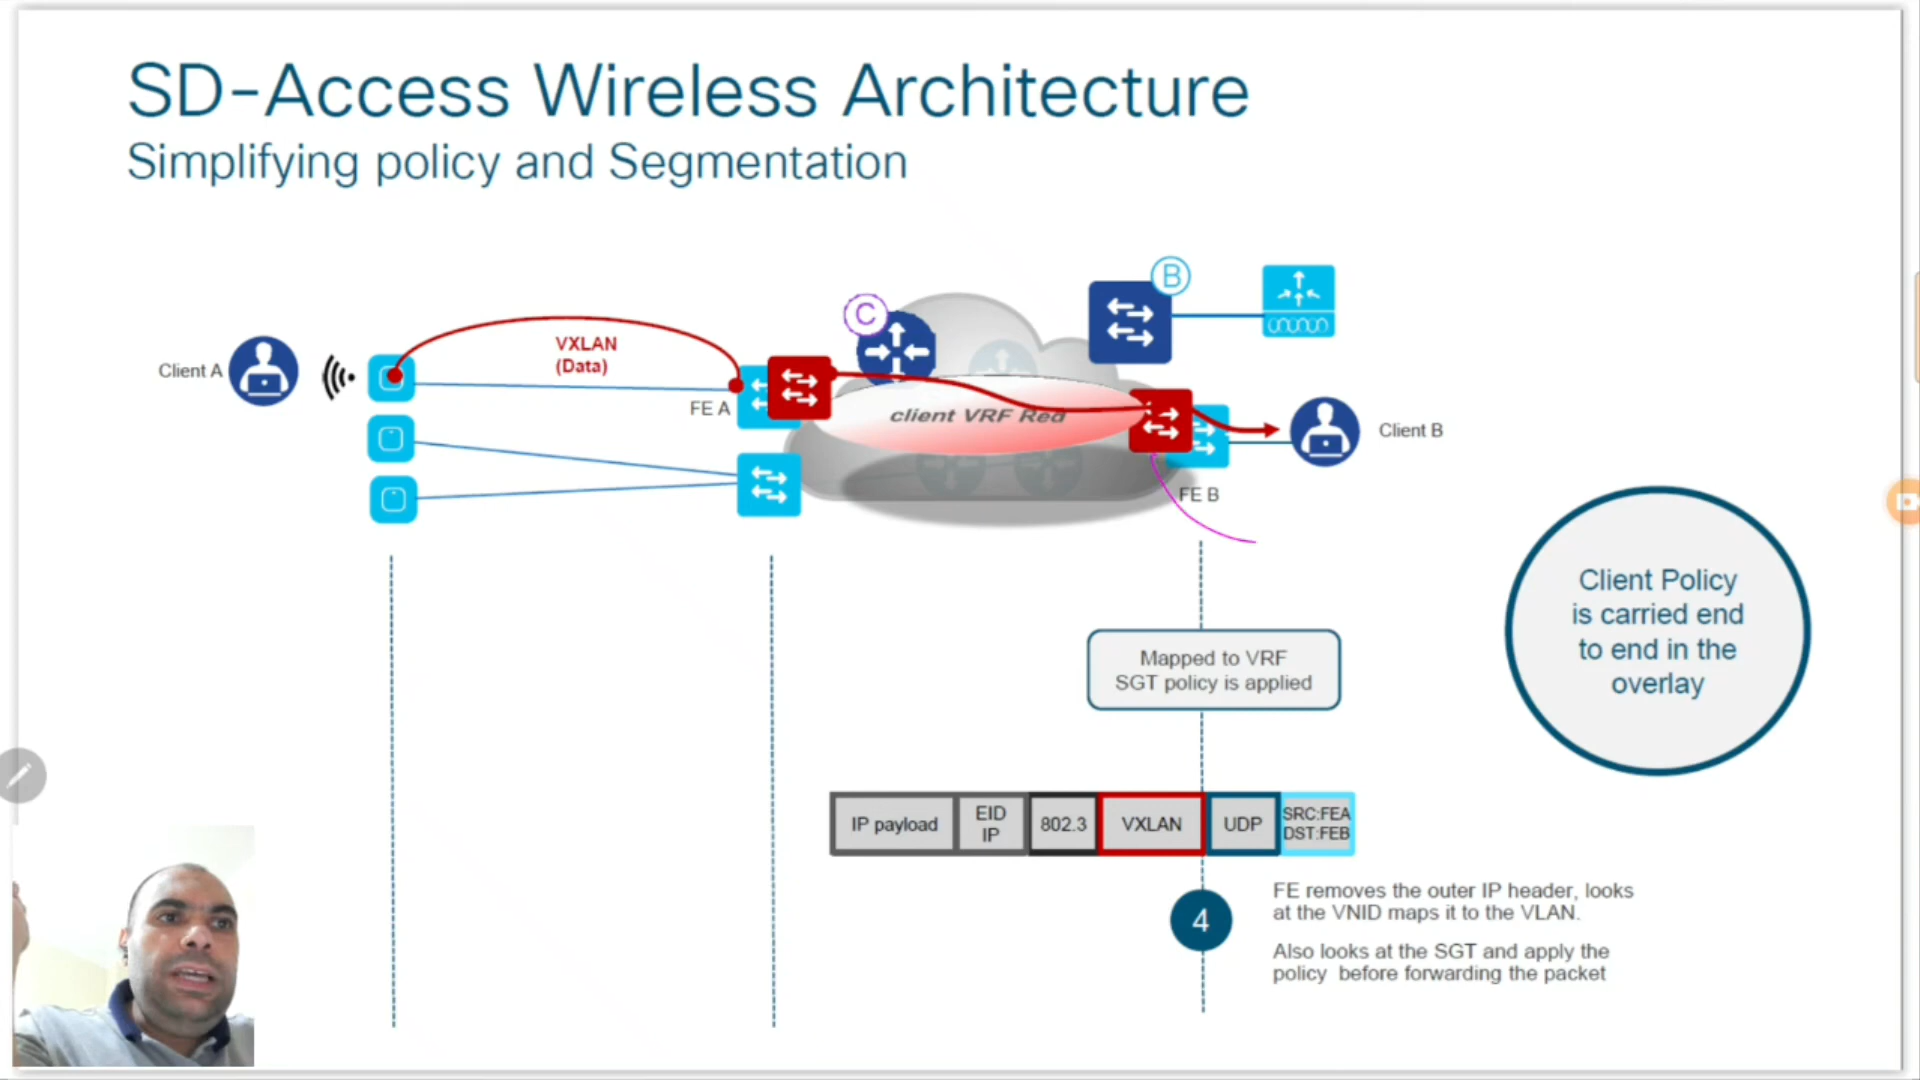 SD-Access Wireless Architecture
Simplifying policy and Segmentation
B
C
VXLAN
(Data)
Client A
FE A
client VRF Red
Client B
FE B
Client Policy
is carried end
to end in the
overlay
Mapped to VRF
SGT policy is applied
IP payload
EID
IP
802.3
VXLAN
UDP
SRC:FEA
DST:FEB
4
FE removes the outer IP header, looks
at the VNID maps it to the VLAN.
Also looks at the SGT and apply the
policy before forwarding the packet